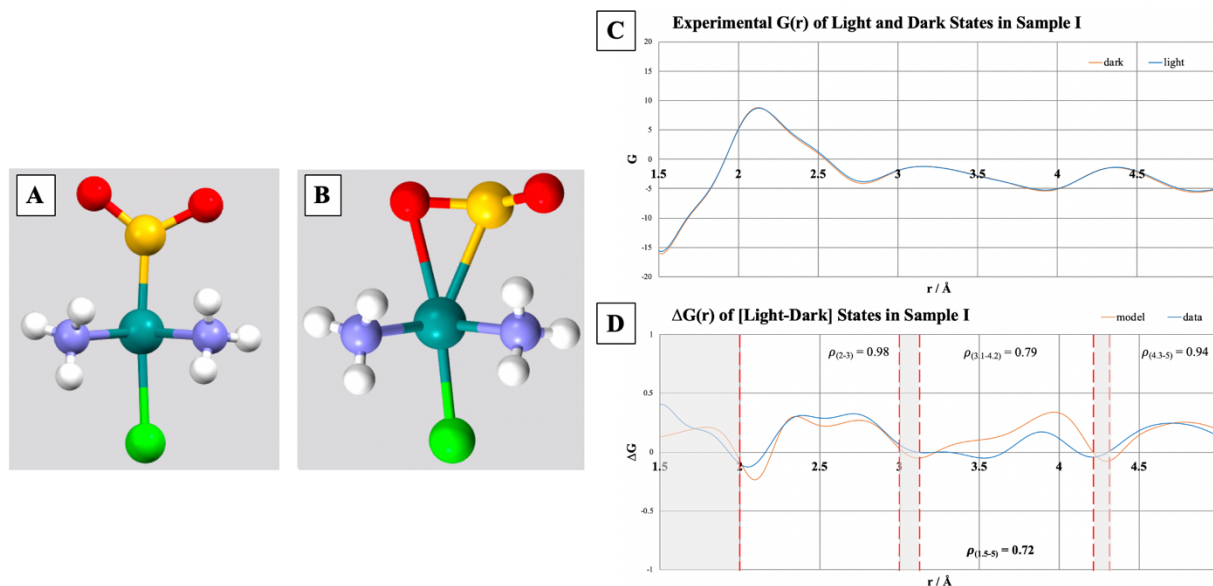 A
B
C
Experimental G(r) of Light and Dark States in Sample I
dark light
20
15
10
5
0
-5
-10
-15
-20
G
1.5 2 2.5 3 3.5 4 4.5
r / Å
D
ΔG(r) of [Light-Dark] States in Sample I
model data
ρ(2-3) = 0.98
ρ(3.1-4.2) = 0.79
ρ(4.3-5) = 0.94
1
0.5
0
-0.5
-1
ΔG
1.5 2 2.5 3 3.5 4 4.5
ρ(1.5-5) = 0.72
r / Å